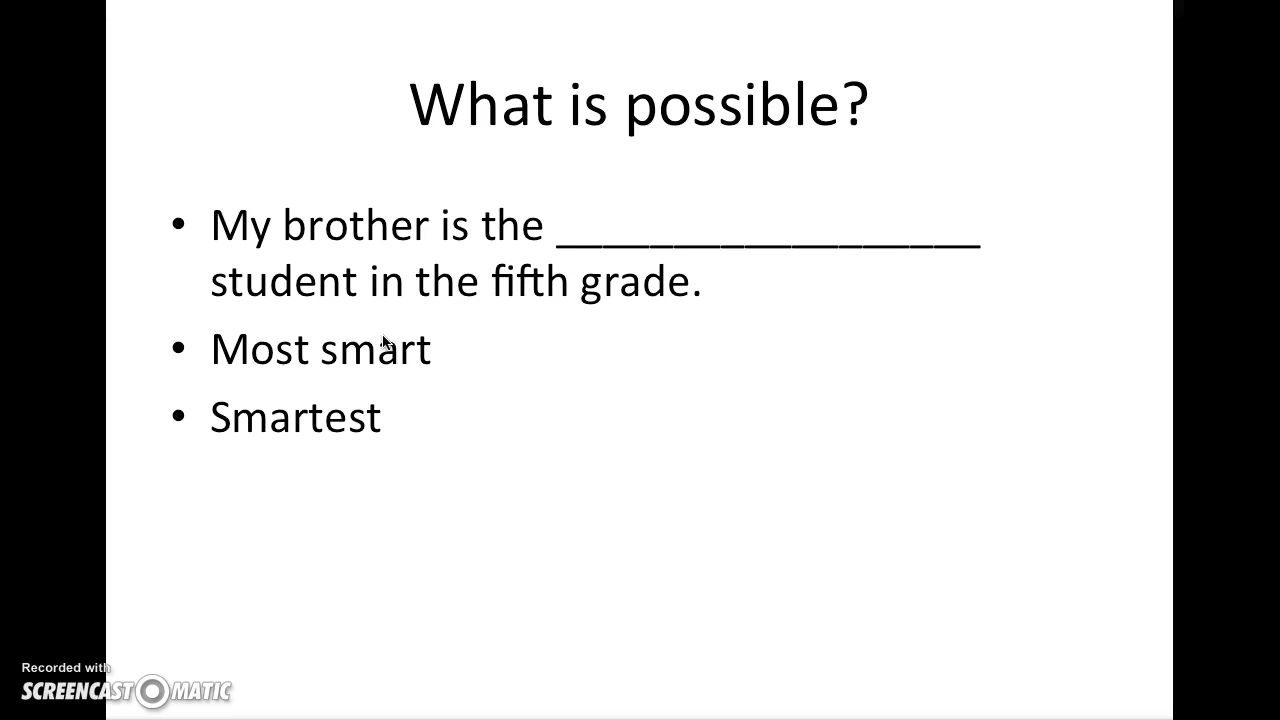 What is possible?
• My brother is the __________________
student in the fifth grade.
• Most smart
• Smartest
Recorded with
SCREENCAST-O-MATIC